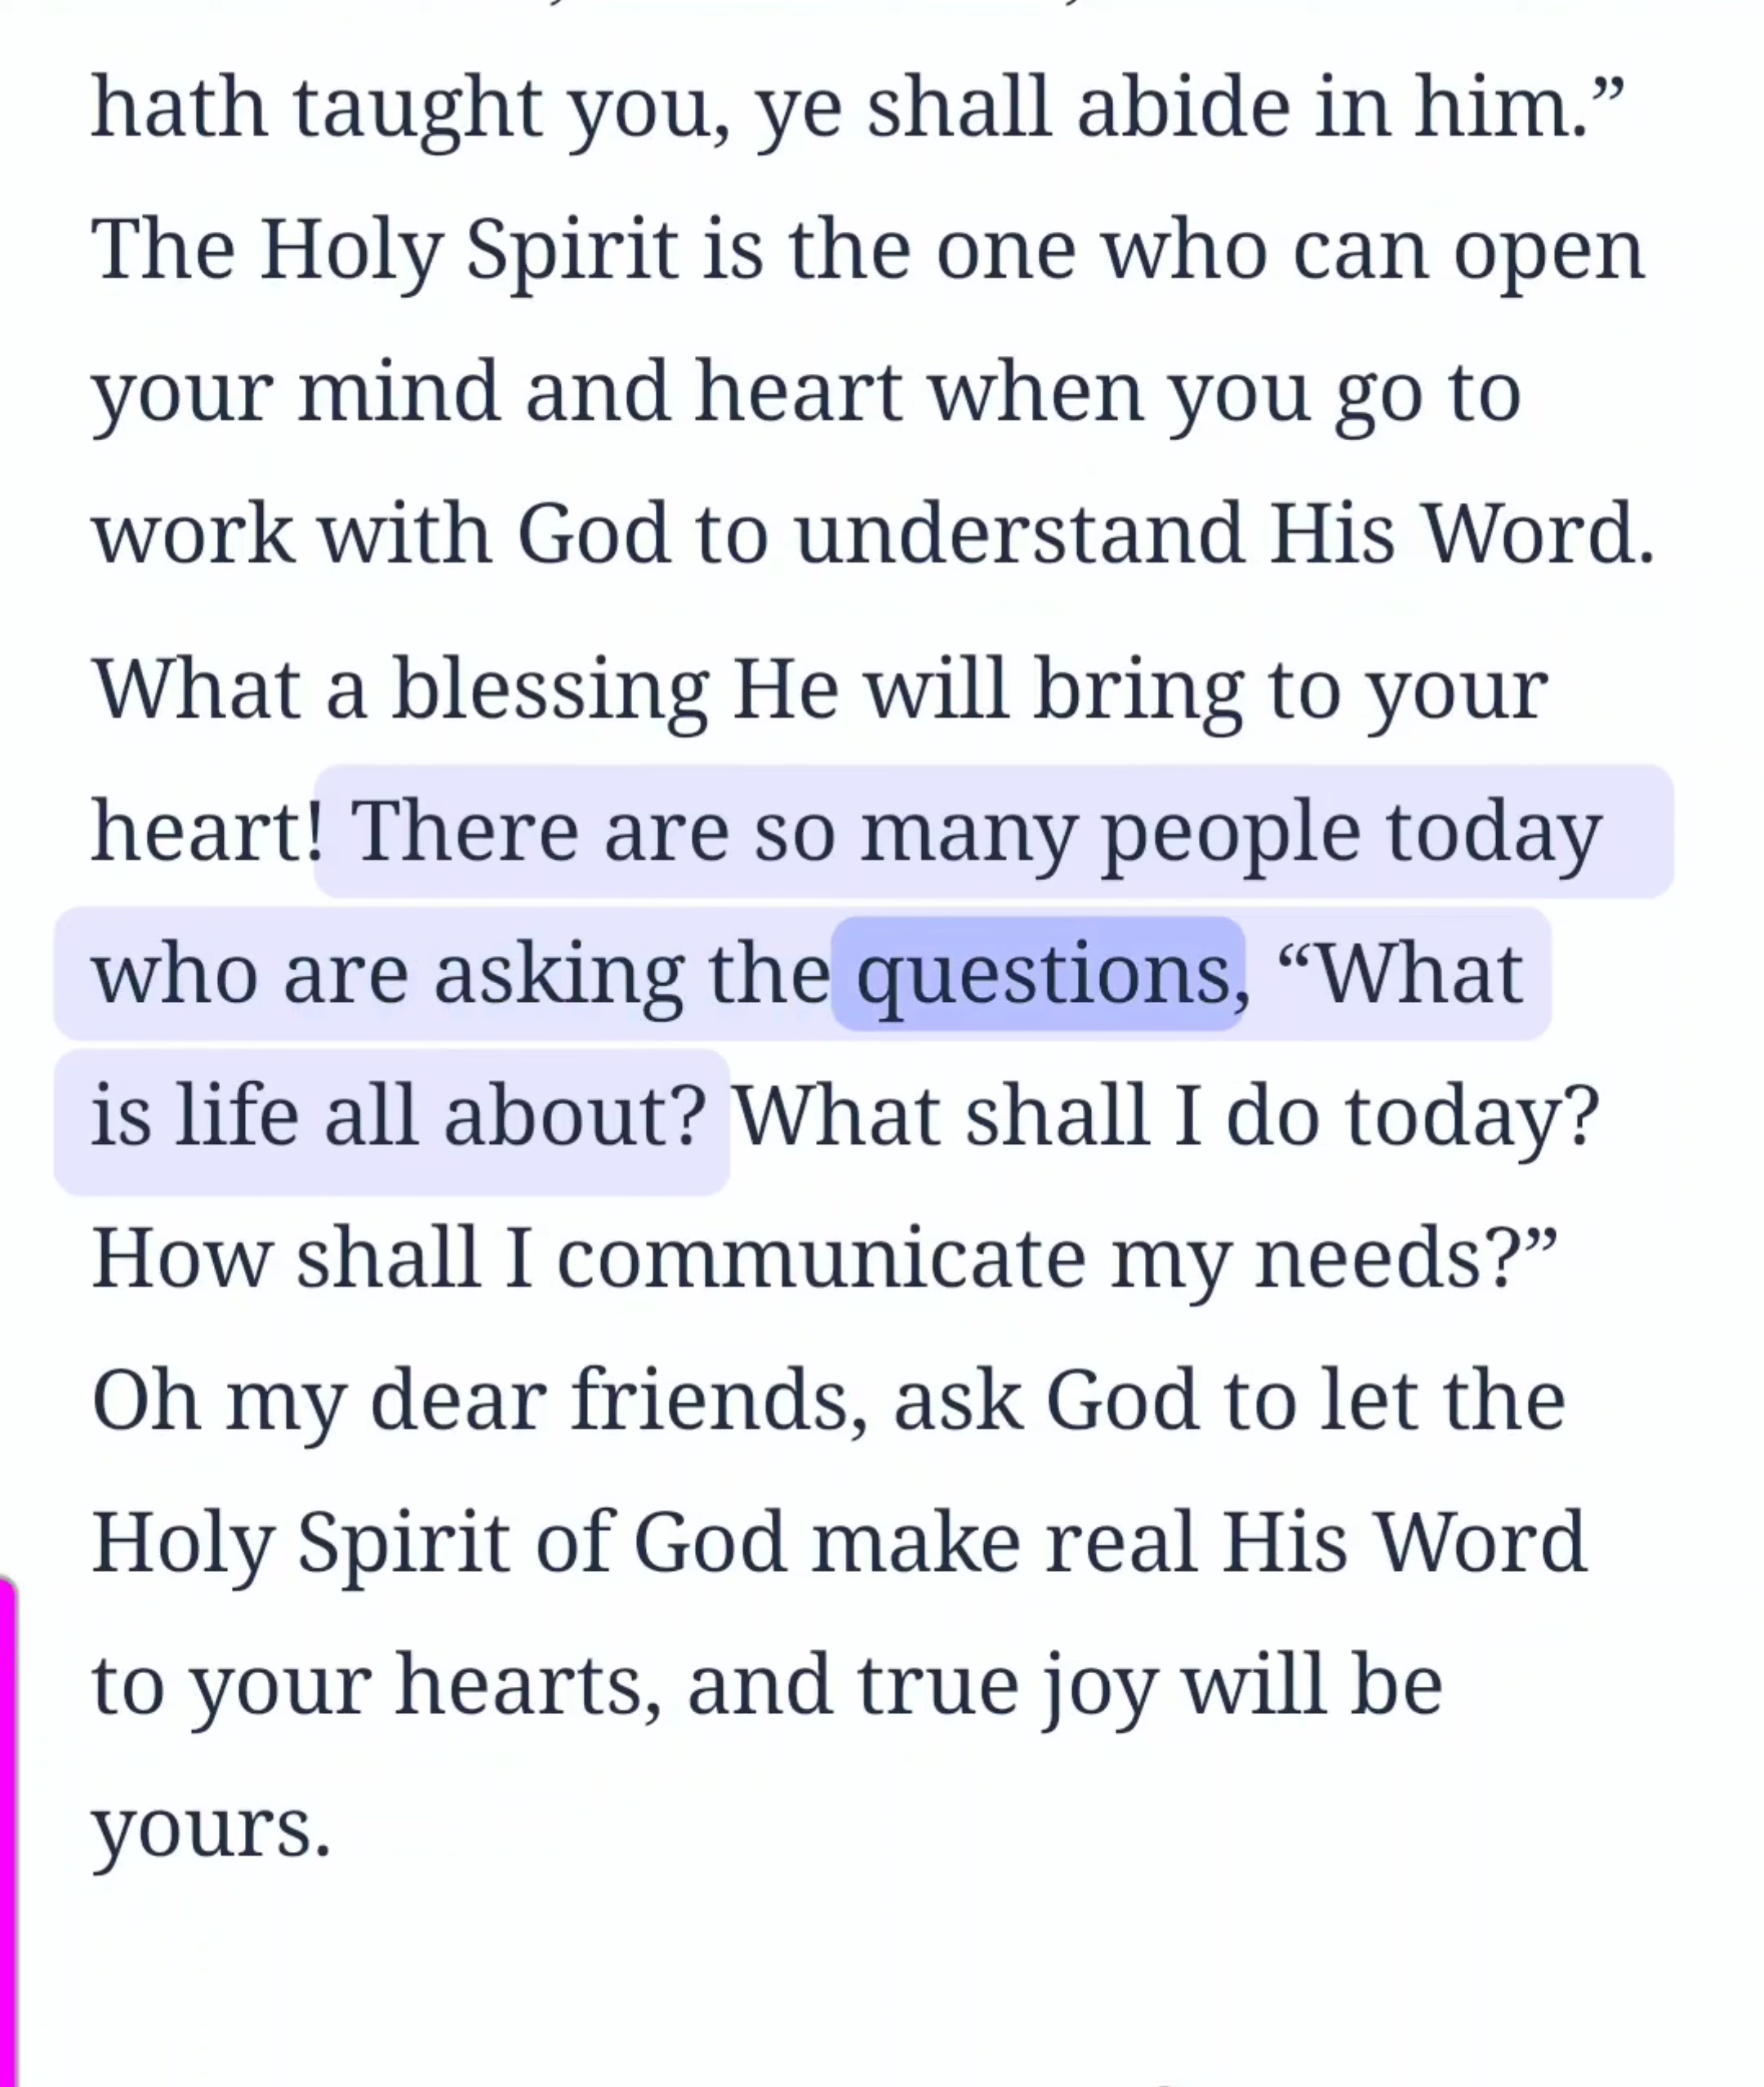 hath taught you, ye shall abide in him.”
The Holy Spirit is the one who can open
your mind and heart when you go to
work with God to understand His Word.
What a blessing He will bring to your
heart! There are so many people today
who are asking the questions, “What
is life all about? What shall I do today?
How shall I communicate my needs?”
Oh my dear friends, ask God to let the
Holy Spirit of God make real His Word
to your hearts, and true joy will be
yours.